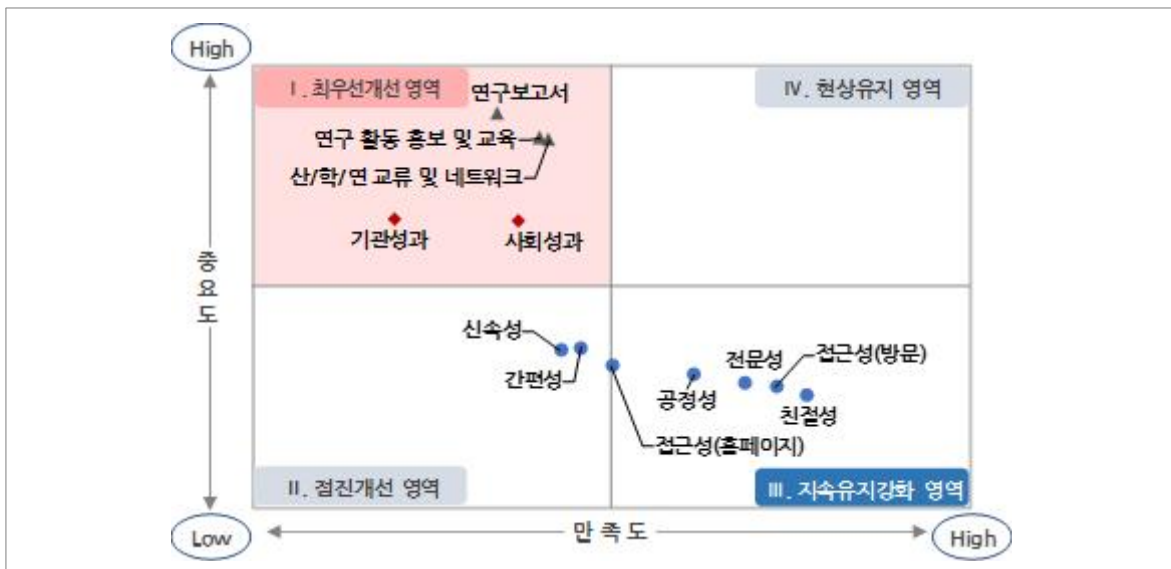 High
Ⅰ. 최우선개선 영역
연구보고서
Ⅳ. 현상유지 영역
연구 활동 홍보 및 교육
산/학/연 교류 및 네트워크
기관성과
사회성과
중요도
신속성
간편성
전문성
접근성(방문)
공정성
친절성
접근성(홈페이지)
Ⅱ. 점진개선 영역
Ⅲ. 지속유지강화 영역
Low
만족도
High